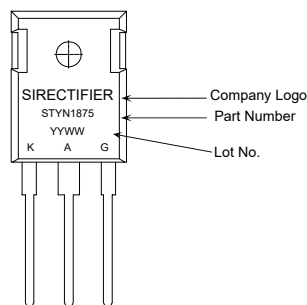 SIRECTIFIER
STYN1875
YYWW
K A G
Company Logo
Part Number
Lot No.